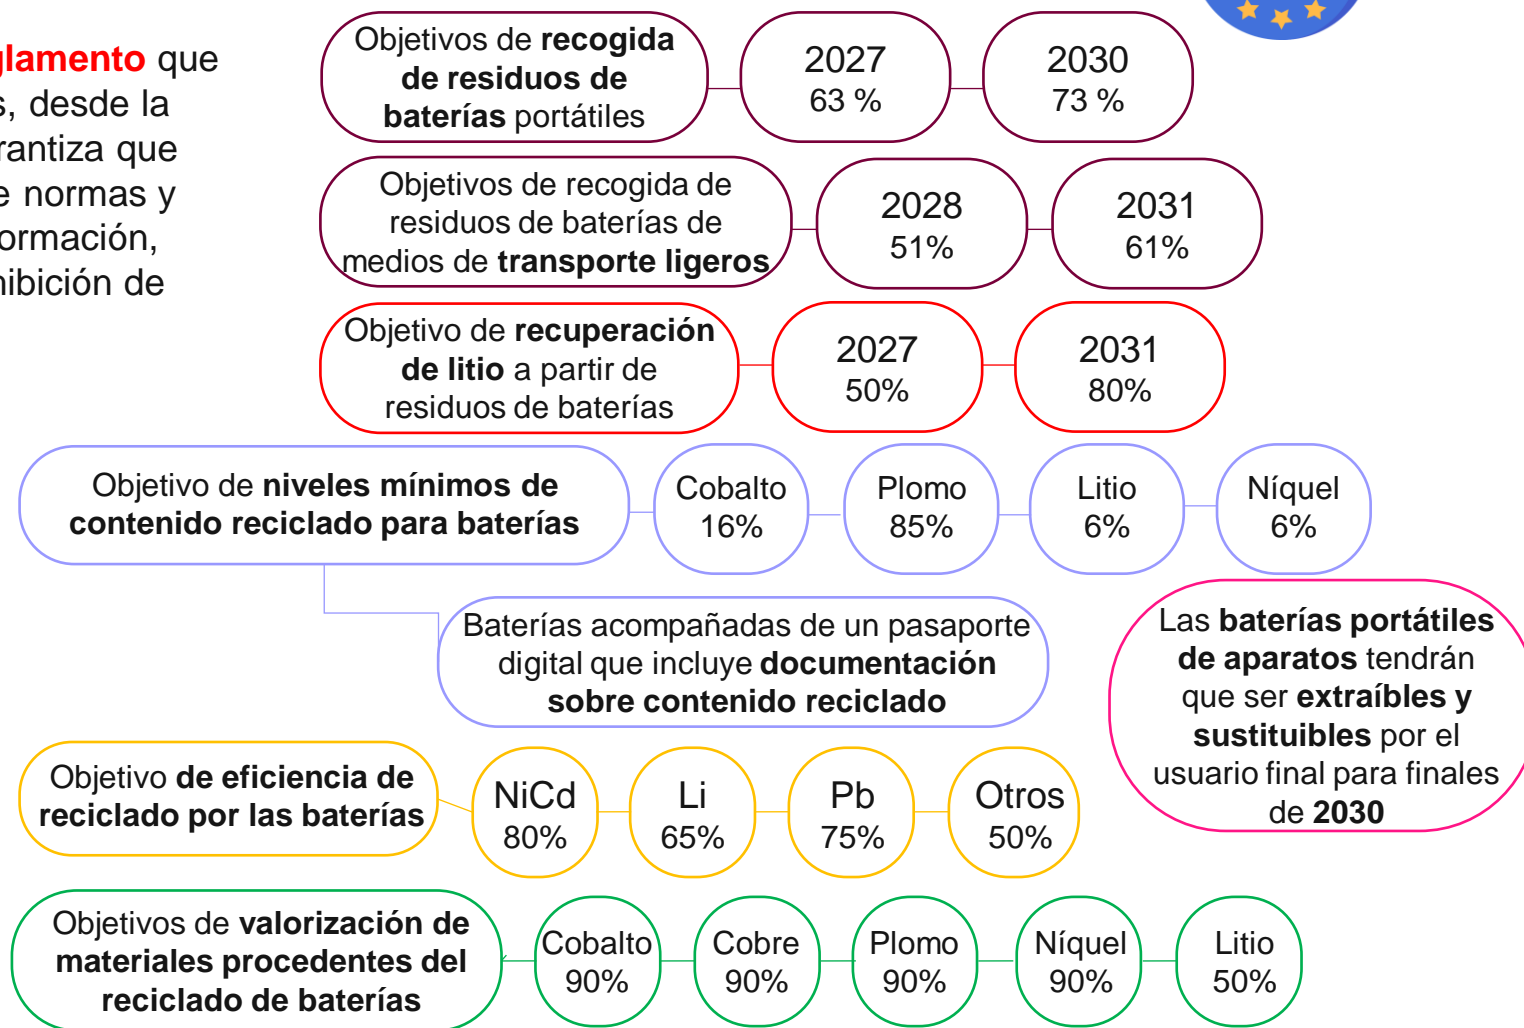 glamento que
s, desde la
rantiza que
e normas y
ormación,
hibición de
Objetivos de recogida
de residuos de
baterías portátiles
2027
63 %
2030
73 %
Objetivos de recogida de
residuos de baterías de
medios de transporte ligeros
2028
51%
2031
61%
Objetivo de recuperación
de litio a partir de
residuos de baterías
2027
50%
2031
80%
Objetivo de niveles mínimos de
contenido reciclado para baterías
Cobalto
16%
Plomo
85%
Litio
6%
Níquel
6%
Baterías acompañadas de un pasaporte
digital que incluye documentación
sobre contenido reciclado
Las baterías portátiles
de aparatos tendrán
que ser extraíbles y
sustituibles por el
usuario final para finales
de 2030
Objetivo de eficiencia de
reciclado por las baterías
NiCd
80%
Li
65%
Pb
75%
Otros
50%
Objetivos de valorización de
materiales procedentes del
reciclado de baterías
Cobalto
90%
Cobre
90%
Plomo
90%
Níquel
90%
Litio
50%